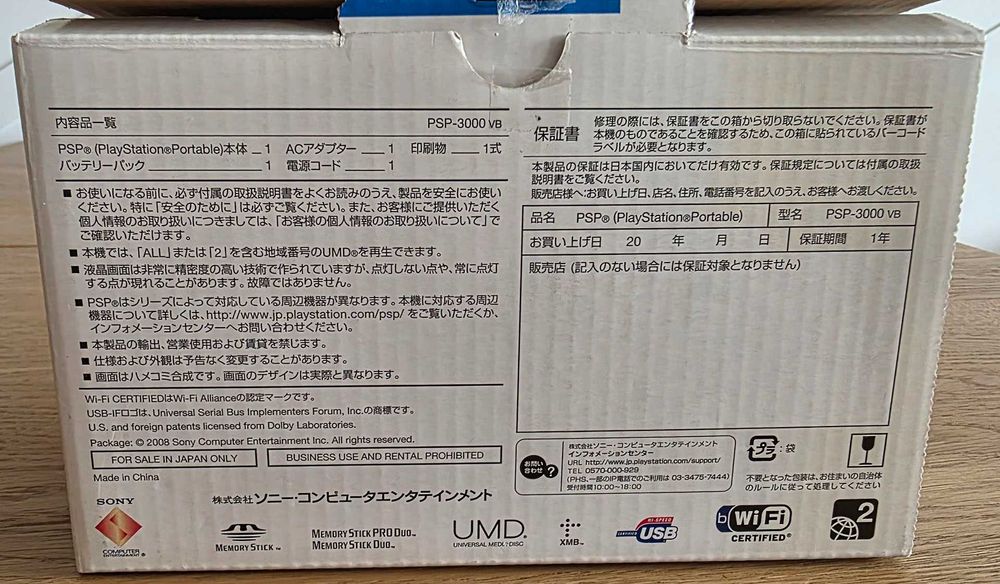 内容品一覧 PSP-3000 VB
PSP® (PlayStation®Portable)本体 1 ACアダプター 1 印刷物 1式
バッテリーパック 1 電源コード 1
■ お使いになる前に、必ず付属の取扱説明書をよくお読みのうえ、製品を安全にお使い
ください。特に「安全のために」は必ずご覧ください。また、お客様にご提供いただく
個人情報のお取り扱いにつきましては、「お客様の個人情報のお取り扱いについて」で
ご確認いただけます。
■ 本機では、「ALL」または「2」を含む地域番号のUMD®を再生できます。
■ 液晶画面は非常に精密度の高い技術で作られていますが、点灯しない点や、常に点灯
する点が現れることがあります。故障ではありません。
■ PSP®はシリーズによって対応している周辺機器が異なります。本機に対応する周辺
機器について詳しくは、http://www.jp.playstation.com/psp/ をご覧いただくか、
インフォメーションセンターへお問い合わせください。
■ 本製品の輸出、営業使用および賃貸を禁じます。
■ 仕様および外観は予告なく変更することがあります。
■ 画面はハメコミ合成です。画面のデザインは実際と異なります。
Wi-Fi CERTIFIEDはWi-Fi Allianceの認定マークです。
USB-IFロゴは、Universal Serial Bus Implementers Forum, Inc.の商標です。
U.S. and foreign patents licensed from Dolby Laboratories.
Package: © 2008 Sony Computer Entertainment Inc. All rights reserved.
FOR SALE IN JAPAN ONLY BUSINESS USE AND RENTAL PROHIBITED
Made in China
保証書
修理の際には、保証書をこの箱から切り取らないでください。保証書が
本機のものであることを確認するため、この箱に貼られているバーコード
ラベルが必要となります。
本製品の保証は日本国内においてだけ有効です。保証規定については付属の取扱
説明書をご覧ください。
販売店様へ:お買い上げ日、店名、住所、電話番号を記入のうえ、お客様へお渡しください。
品名 PSP® (PlayStation®Portable) 型名 PSP-3000 VB
お買い上げ日 20 年 月 日 保証期間 1年
販売店 (記入のない場合には保証対象となりません)
お問い
合わせ ?
株式会社ソニー・コンピュータエンタテインメント
インフォメーションセンター
URL http://www.jp.playstation.com/support/
TEL 0570-000-929
(PHS、一部のIP電話でのご利用は 03-3475-7444)
受付時間10:00~18:00
プラ :袋
不要となった包装は、お住まいの自治体
のルールに従って処理してください
SONY
COMPUTER
ENTERTAINMENT®
株式会社ソニー・コンピュータエンタテインメント
MEMORY STICK™
MEMORY STICK PRO DUO™
MEMORY STICK DUO™
UMD™
UNIVERSAL MEDIA DISC
XMB™
HI-SPEED
CERTIFIED USB
b Wi Fi
CERTIFIED®
2